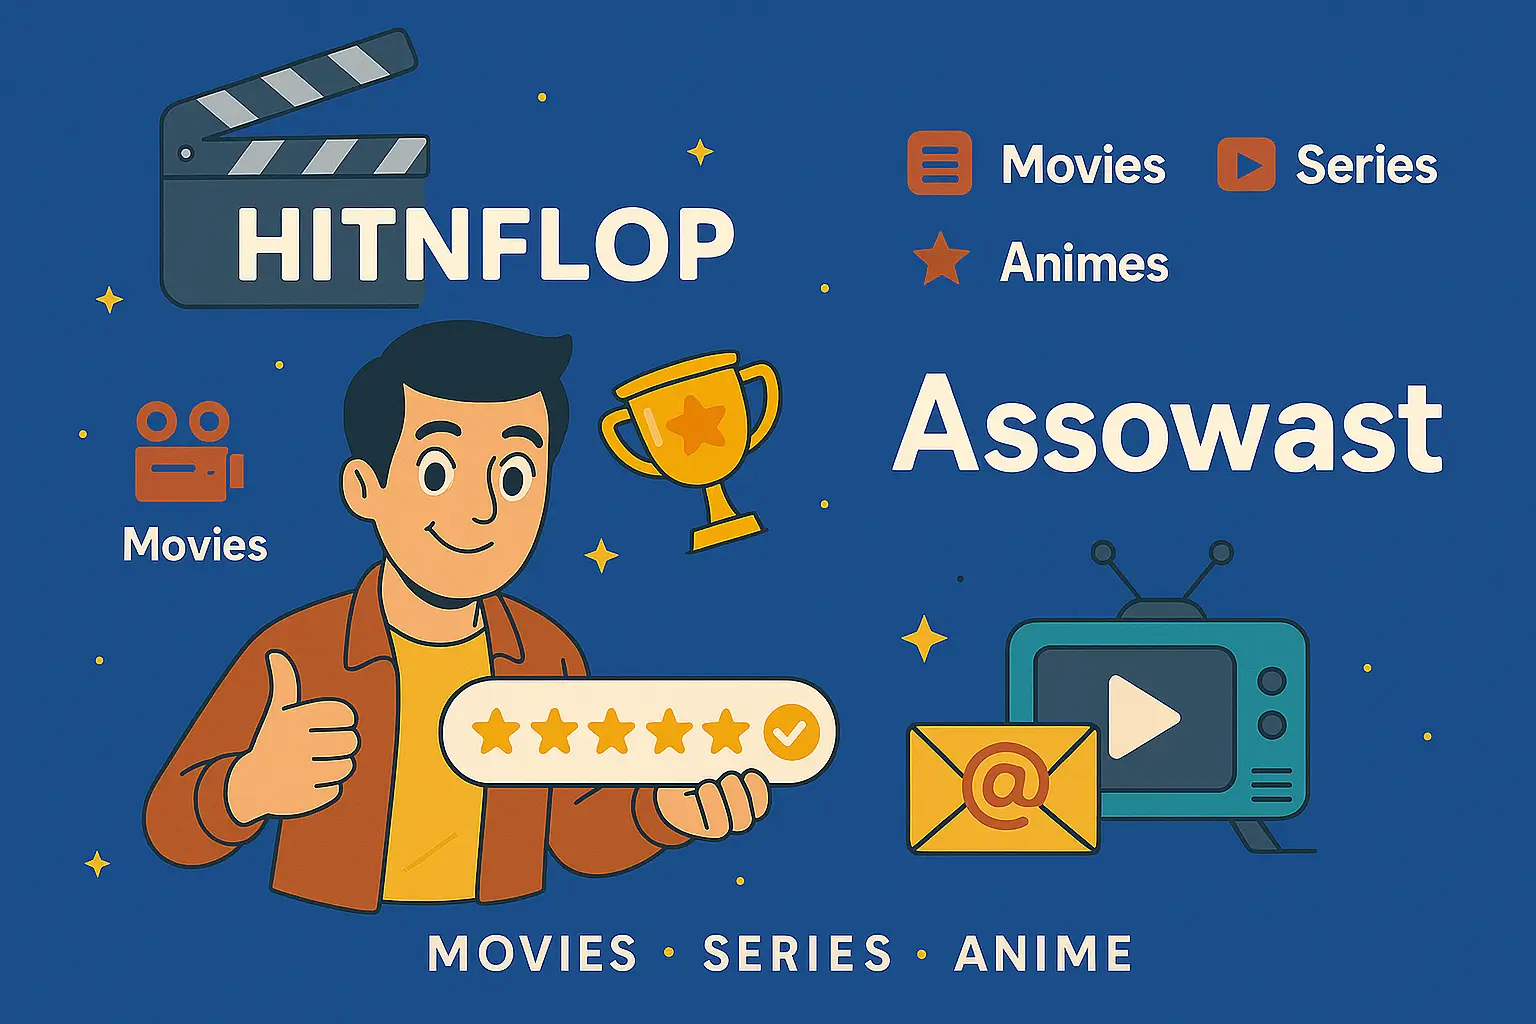 HITNFLOP
Movies Series
Animes
Assowast
Movies
@
MOVIES · SERIES · ANIME